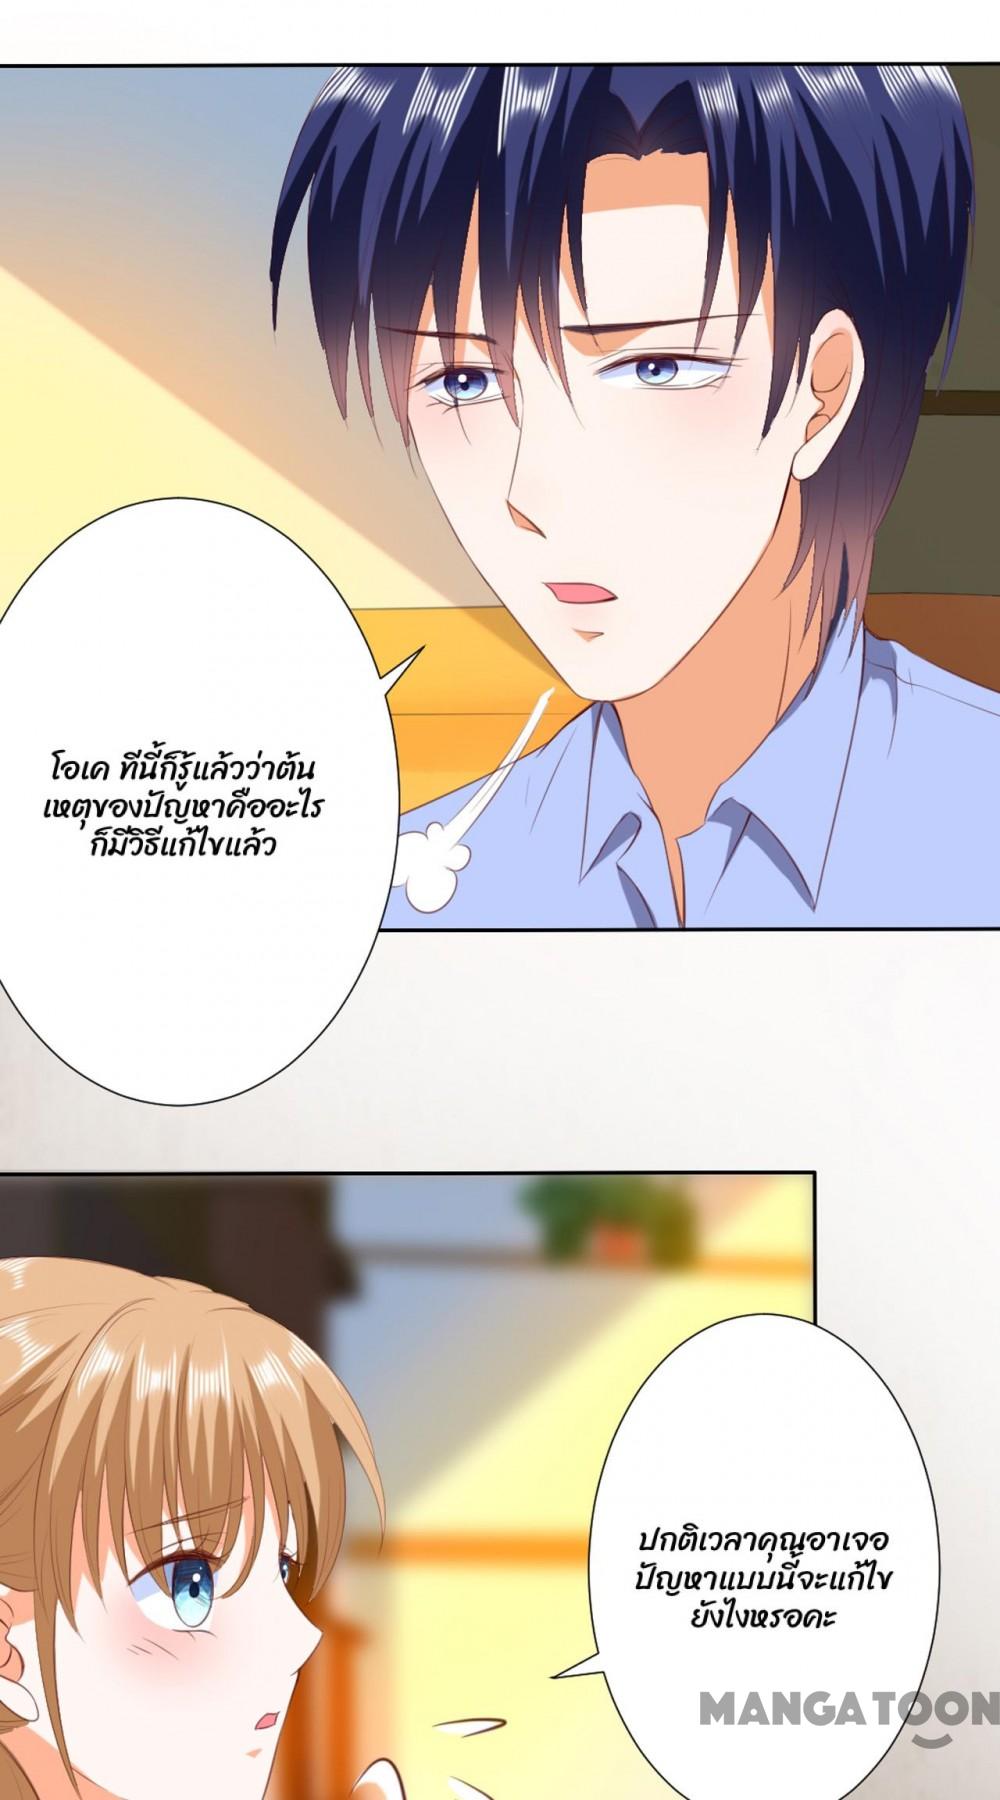 โอเค ทีนี้ก็รู้แล้วว่าต้น
เหตุของปัญหาคืออะไร
ก็มีวิธีแก้ไขแล้ว
ปกติเวลาคุณอาเจอ
ปัญหาแบบนี้จะแก้ไข
ยังไงหรอคะ
MANGATOON